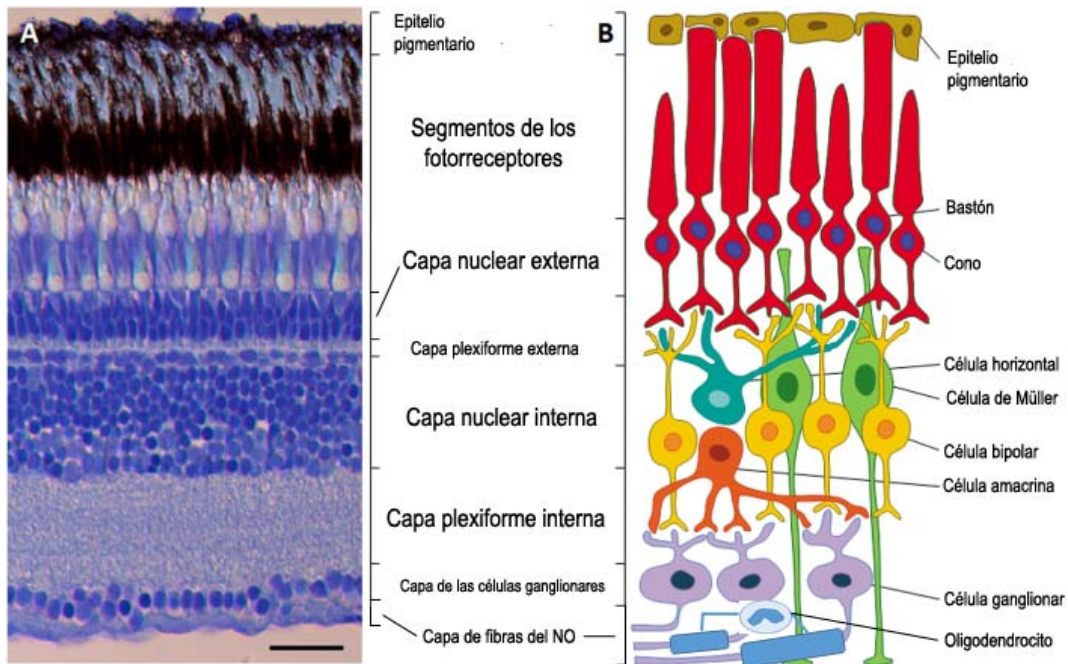 A
Epitelio
pigmentario
Segmentos de los
fotorreceptores
Capa nuclear externa
Capa plexiforme externa
Capa nuclear interna
Capa plexiforme interna
Capa de las células ganglionares
Capa de fibras del NO
B
Epitelio
pigmentario
Bastón
Cono
Célula horizontal
Célula de Müller
Célula bipolar
Célula amacrina
Célula ganglionar
Oligodendrocito